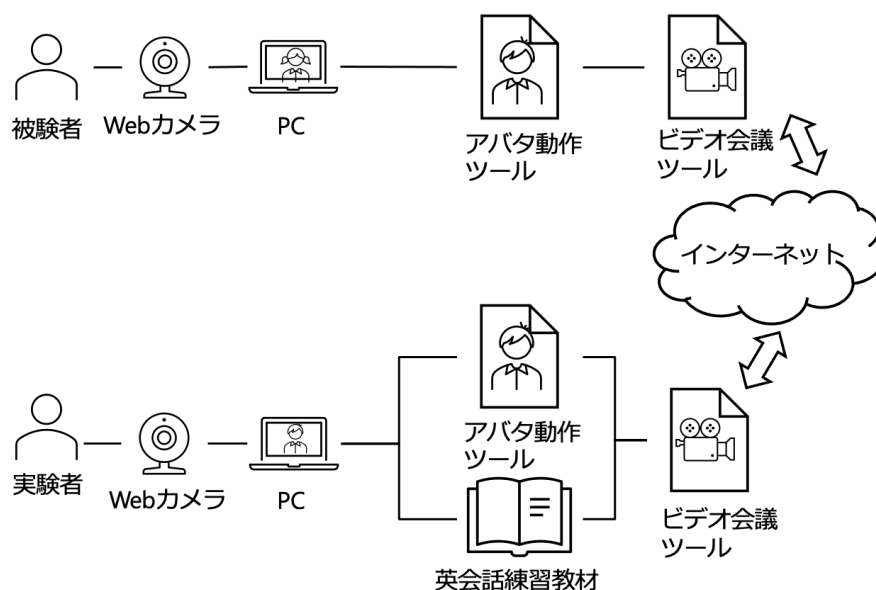 被験者
Webカメラ
PC
アバタ動作
ツール
ビデオ会議
ツール
インターネット
実験者
Webカメラ
PC
アバタ動作
ツール
英会話練習教材
ビデオ会議
ツール